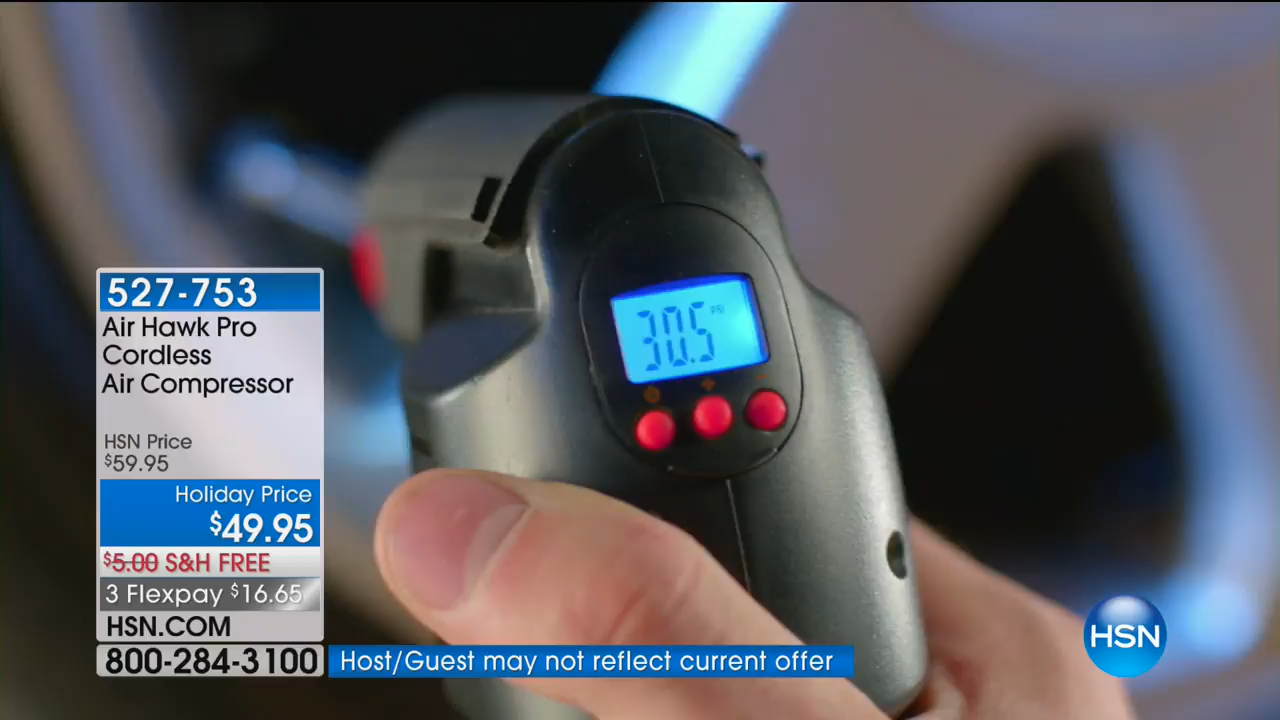 30.5 PSI
527-753
Air Hawk Pro
Cordless
Air Compressor
HSN Price
$59.95
Holiday Price
$49.95
$5.00 S&H FREE
3 Flexpay $16.65
HSN.COM
800-284-3100
Host/Guest may not reflect current offer
HSN